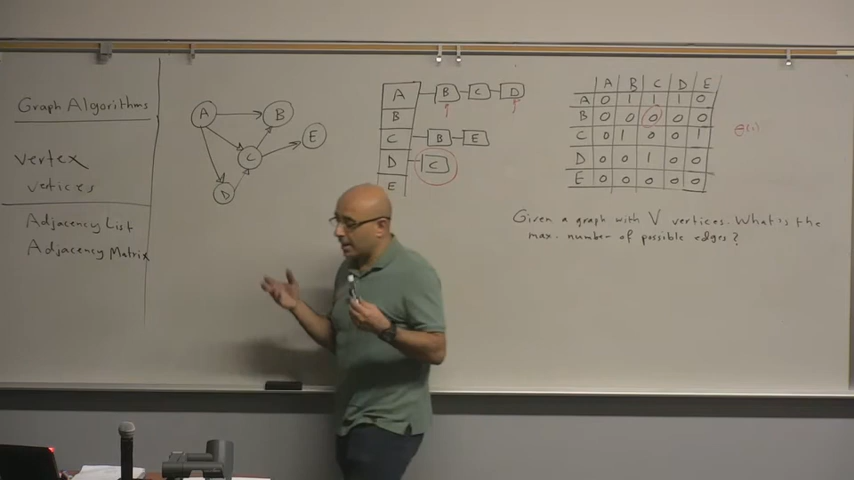 Graph Algorithms
vertex
vetices
Adjacency List
Adjacency Matrix
A
B
E
C
D
A B C D
B
C B E
D C
E
A B C D E
A 0 1 1 1 0
B 0 0 0 0 0
C 0 1 0 0 1
D 0 0 1 0 0
E 0 0 0 0 0
Θ(1)
Given a graph with V vertices. What is the
max. number of possible edges?